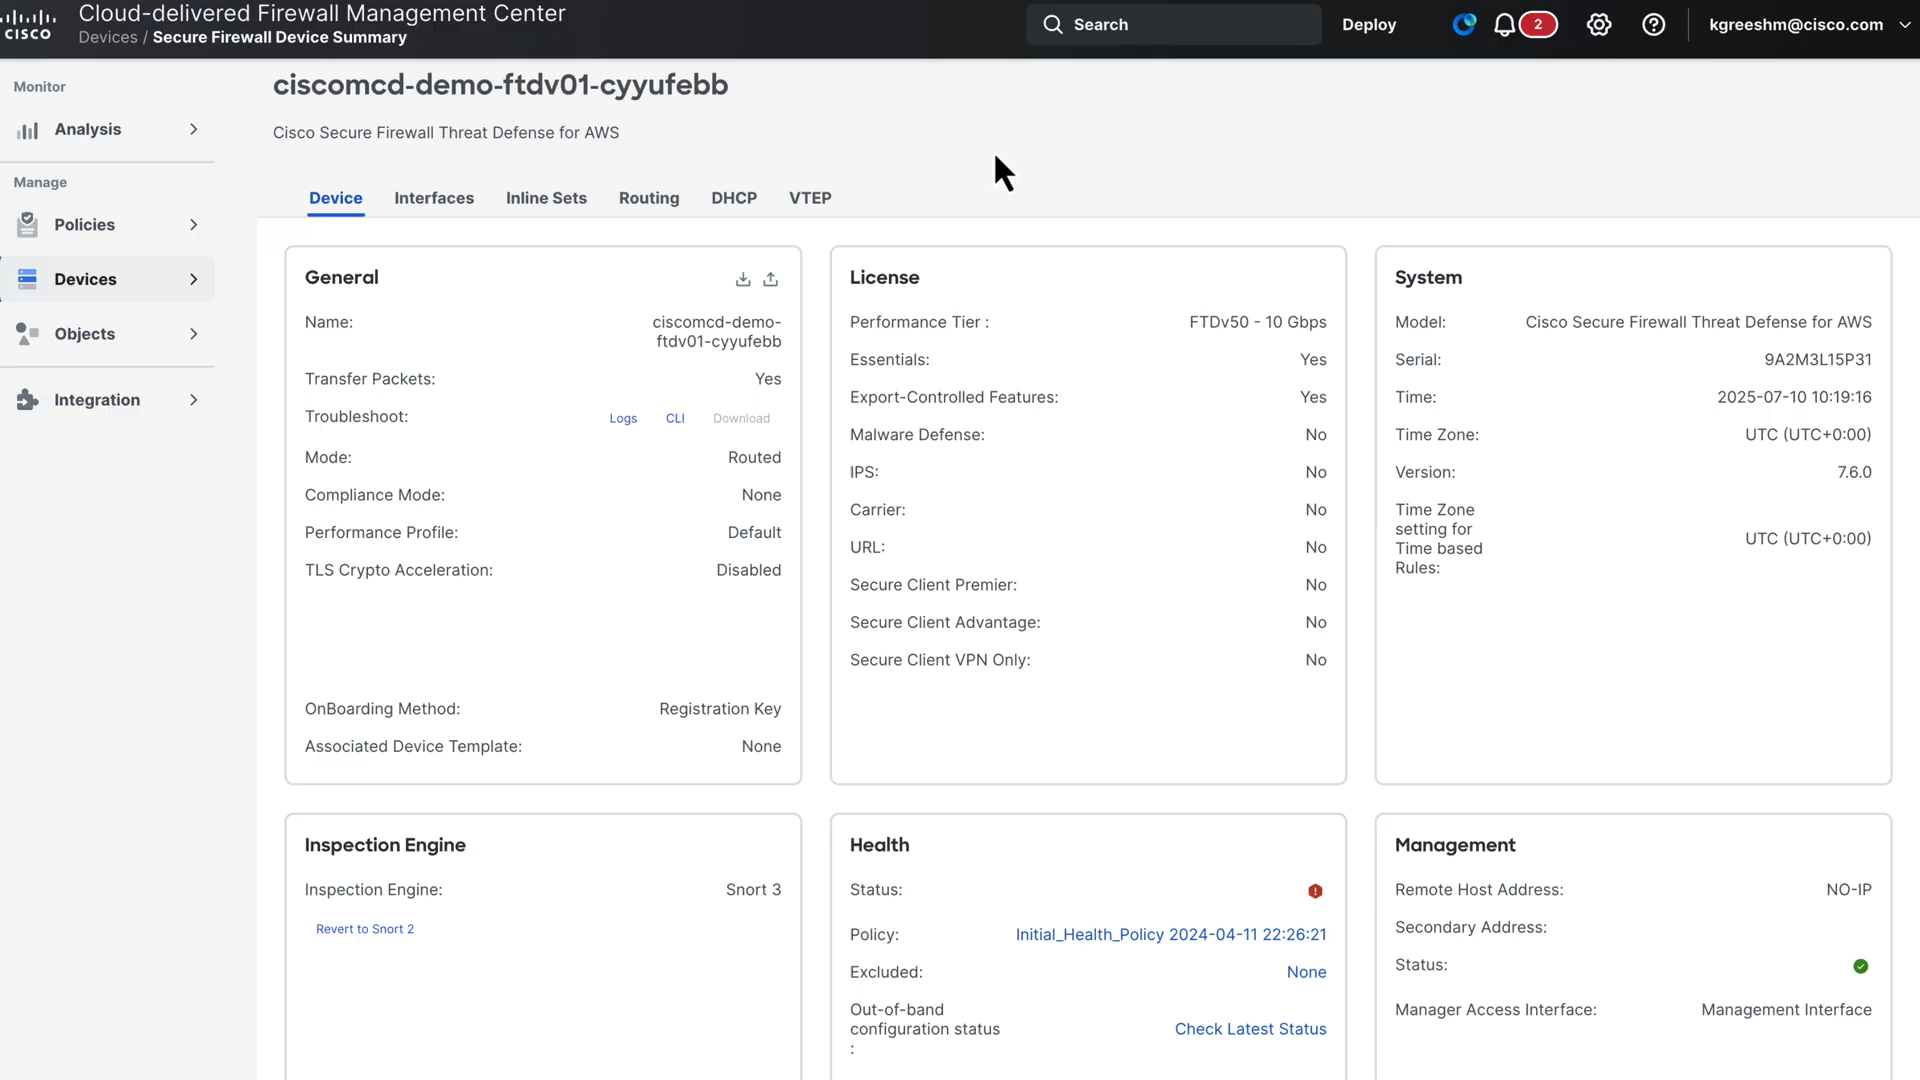 CISCO
Cloud-delivered Firewall Management Center
Devices / Secure Firewall Device Summary
Search
Deploy
2
kgreeshm@cisco.com
Monitor
Analysis
Manage
Policies
Devices
Objects
Integration
ciscomcd-demo-ftdv01-cyyufebb
Cisco Secure Firewall Threat Defense for AWS
Device Interfaces Inline Sets Routing DHCP VTEP
General
Name: ciscomcd-demo-
ftdv01-cyyufebb
Transfer Packets: Yes
Troubleshoot: Logs CLI Download
Mode: Routed
Compliance Mode: None
Performance Profile: Default
TLS Crypto Acceleration: Disabled
OnBoarding Method: Registration Key
Associated Device Template: None
License
Performance Tier : FTDv50 - 10 Gbps
Essentials: Yes
Export-Controlled Features: Yes
Malware Defense: No
IPS: No
Carrier: No
URL: No
Secure Client Premier: No
Secure Client Advantage: No
Secure Client VPN Only: No
System
Model: Cisco Secure Firewall Threat Defense for AWS
Serial: 9A2M3L15P31
Time: 2025-07-10 10:19:16
Time Zone: UTC (UTC+0:00)
Version: 7.6.0
Time Zone
setting for
Time based
Rules:
UTC (UTC+0:00)
Inspection Engine
Inspection Engine: Snort 3
Revert to Snort 2
Health
Status:
Policy: Initial_Health_Policy 2024-04-11 22:26:21
Excluded: None
Out-of-band
configuration status
:
Check Latest Status
Management
Remote Host Address: NO-IP
Secondary Address:
Status:
Manager Access Interface: Management Interface